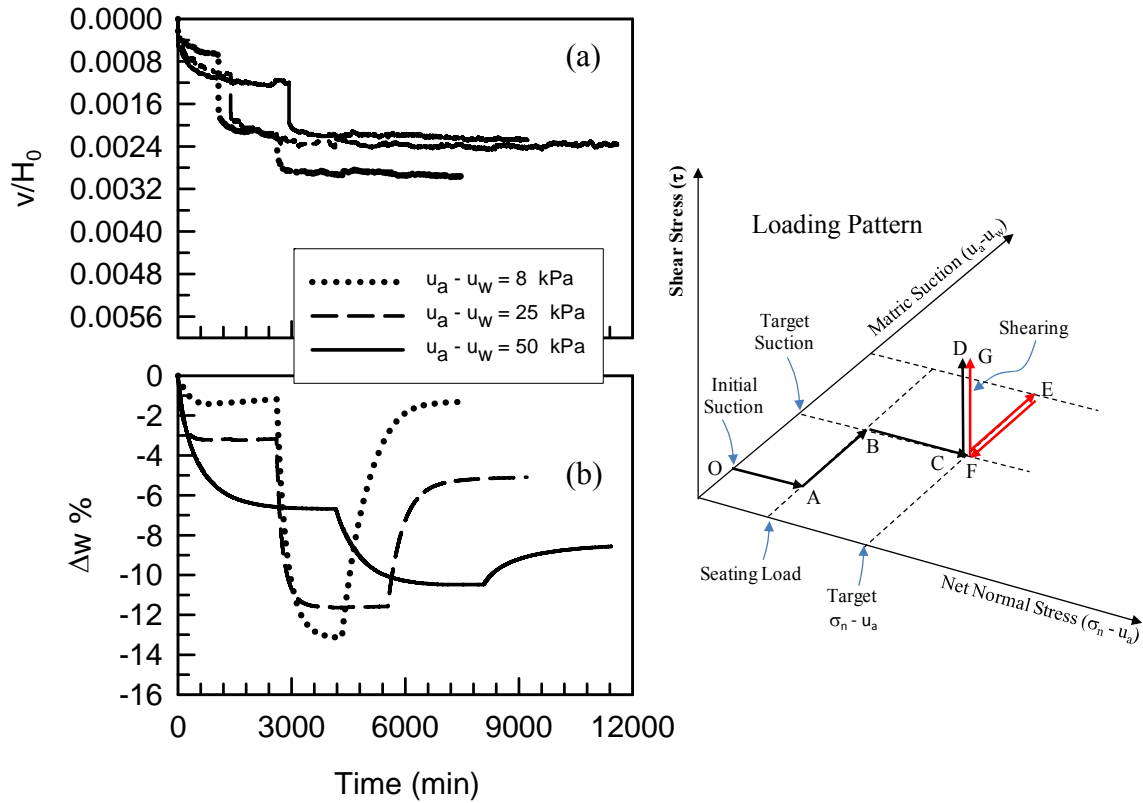 0.0000
0.0008
0.0016
0.0024
0.0032
0.0040
0.0048
0.0056
v/H0
(a)
ua - uw = 8 kPa
ua - uw = 25 kPa
ua - uw = 50 kPa
0
-2
-4
-6
-8
-10
-12
-14
-16
Δw %
(b)
0 3000 6000 9000 12000
Time (min)
Shear Stress (τ)
Loading Pattern
Matric Suction (ua-uw)
Target
Suction
Shearing
Initial
Suction
D
G
E
O
B
C
F
A
Seating Load
Target
σn - ua
Net Normal Stress (σn - ua)